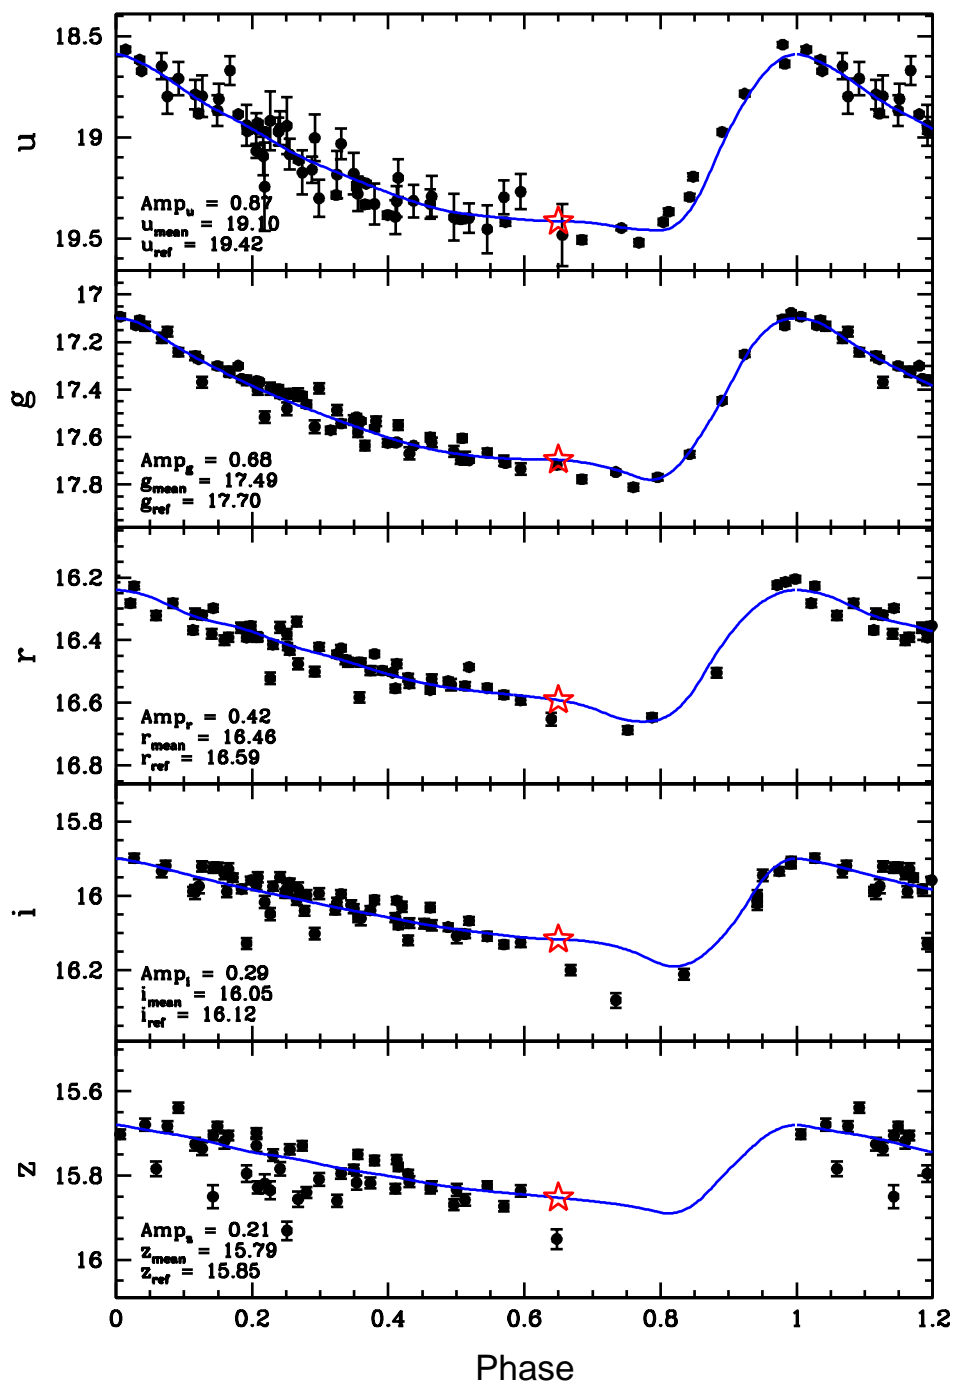 18.5
19
19.5
u
Amp_u = 0.87
u_mean = 19.10
u_ref = 19.42
17
17.2
17.4
17.6
17.8
g
Amp_g = 0.68
g_mean = 17.49
g_ref = 17.70
16.2
16.4
16.6
16.8
r
Amp_r = 0.42
r_mean = 16.46
r_ref = 16.59
15.8
16
16.2
i
Amp_i = 0.29
i_mean = 16.05
i_ref = 16.12
15.6
15.8
16
z
Amp_z = 0.21
z_mean = 15.79
z_ref = 15.85
0 0.2 0.4 0.6 0.8 1 1.2
Phase